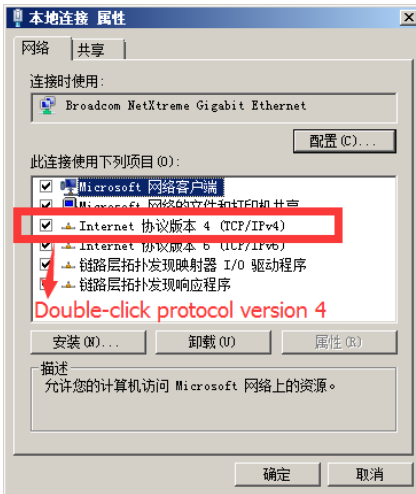 本地连接 属性
网络
共享
连接时使用:
Broadcom NetXtreme Gigabit Ethernet
配置(C)...
此连接使用下列项目(O):
Microsoft 网络客户端
Microsoft 网络的文件和打印机共享
Internet 协议版本 4 (TCP/IPv4)
Internet 协议版本 6 (TCP/IPv6)
链路层拓扑发现映射器 I/O 驱动程序
链路层拓扑发现响应程序
Double-click protocol version 4
安装(N)...
卸载(U)
属性(R)
描述
允许您的计算机访问 Microsoft 网络上的资源。
确定
取消